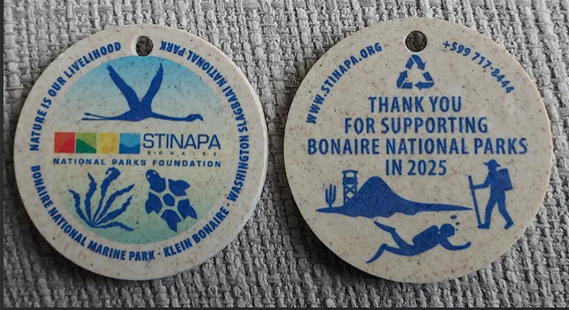 NATURE IS OUR LIVELIHOOD
WASHINGTON SLAGBAAI NATIONAL PARK
STINAPA
BONAIRE
NATIONAL PARKS FOUNDATION
BONAIRE NATIONAL MARINE PARK · KLEIN BONAIRE ·
WWW.STINAPA.ORG
+599 717-8444
THANK YOU
FOR SUPPORTING
BONAIRE NATIONAL PARKS
IN 2025